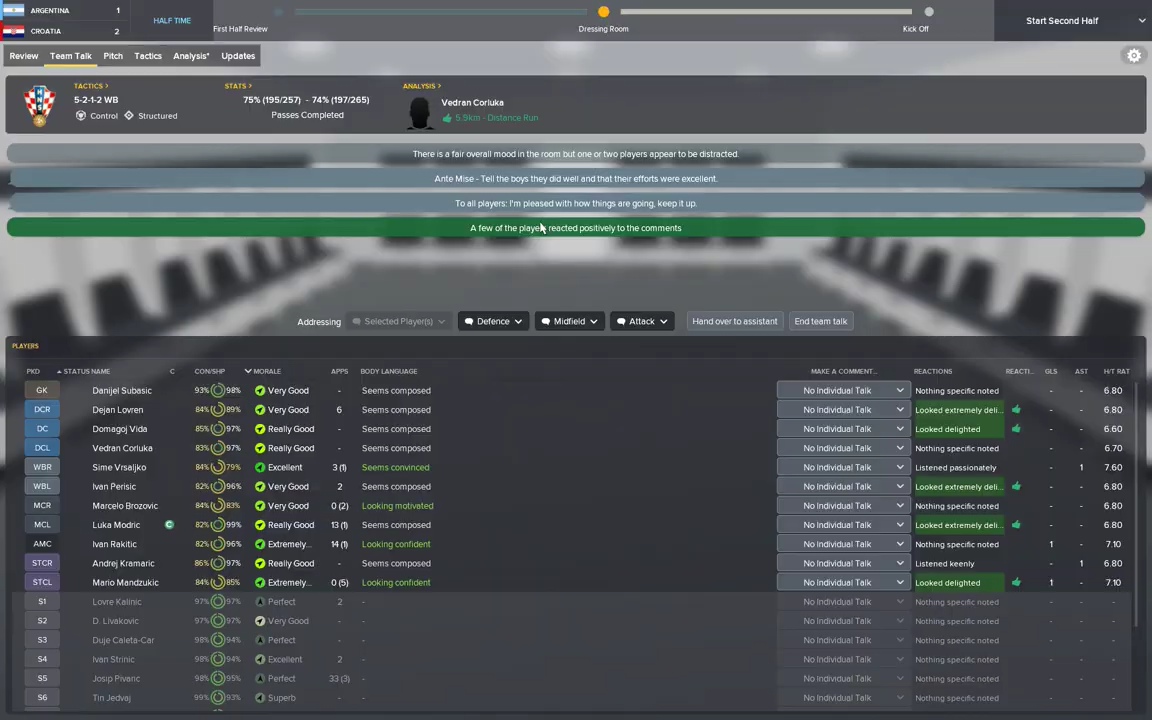 ARGENTINA 1
CROATIA 2
HALF TIME
First Half Review
Dressing Room
Kick Off
Start Second Half
Review Team Talk Pitch Tactics Analysis* Updates
TACTICS >
5-2-1-2 WB
Control Structured
STATS >
75% (195/257) - 74% (197/265)
Passes Completed
ANALYSIS >
Vedran Corluka
5.9km - Distance Run
There is a fair overall mood in the room but one or two players appear to be distracted.
Ante Mise - Tell the boys they did well and that their efforts were excellent.
To all players: I'm pleased with how things are going, keep it up.
A few of the players reacted positively to the comments
Addressing Selected Player(s) Defence Midfield Attack Hand over to assistant End team talk
PLAYERS
PKD STATUS NAME C CON/SHP MORALE APPS BODY LANGUAGE MAKE A COMMENT... REACTIONS REACTI... GLS AST H/T RAT
GK Danijel Subasic 93% 98% Very Good - Seems composed No Individual Talk Nothing specific noted - - 6.80
DCR Dejan Lovren 84% 89% Very Good 6 Seems composed No Individual Talk Looked extremely deli... - - 6.80
DC Domagoj Vida 85% 97% Really Good - Seems composed No Individual Talk Looked delighted - - 6.60
DCL Vedran Corluka 83% 97% Really Good - Seems composed No Individual Talk Nothing specific noted - - 6.70
WBR Sime Vrsaljko 84% 79% Excellent 3 (1) Seems convinced No Individual Talk Listened passionately - 1 7.60
WBL Ivan Perisic 82% 96% Very Good 2 Seems composed No Individual Talk Looked extremely deli... - - 6.80
MCR Marcelo Brozovic 84% 83% Very Good 0 (2) Looking motivated No Individual Talk Nothing specific noted - - 6.80
MCL Luka Modric C 82% 99% Really Good 13 (1) Seems composed No Individual Talk Looked extremely deli... - - 6.80
AMC Ivan Rakitic 82% 96% Extremely... 14 (1) Looking confident No Individual Talk Nothing specific noted 1 - 7.10
STCR Andrej Kramaric 86% 97% Really Good - Seems composed No Individual Talk Listened keenly - 1 6.80
STCL Mario Mandzukic 84% 85% Extremely... 0 (5) Looking confident No Individual Talk Looked delighted 1 - 7.10
S1 Lovre Kalinic 97% 97% Perfect 2 - No Individual Talk Nothing specific noted - - -
S2 D. Livakovic 97% 97% Very Good - - No Individual Talk Nothing specific noted - - -
S3 Duje Caleta-Car 98% 94% Perfect - - No Individual Talk Nothing specific noted - - -
S4 Ivan Strinic 98% 94% Excellent 2 - No Individual Talk Nothing specific noted - - -
S5 Josip Pivaric 98% 95% Perfect 33 (3) - No Individual Talk Nothing specific noted - - -
S6 Tin Jedvaj 99% 93% Superb - - No Individual Talk Nothing specific noted - - -